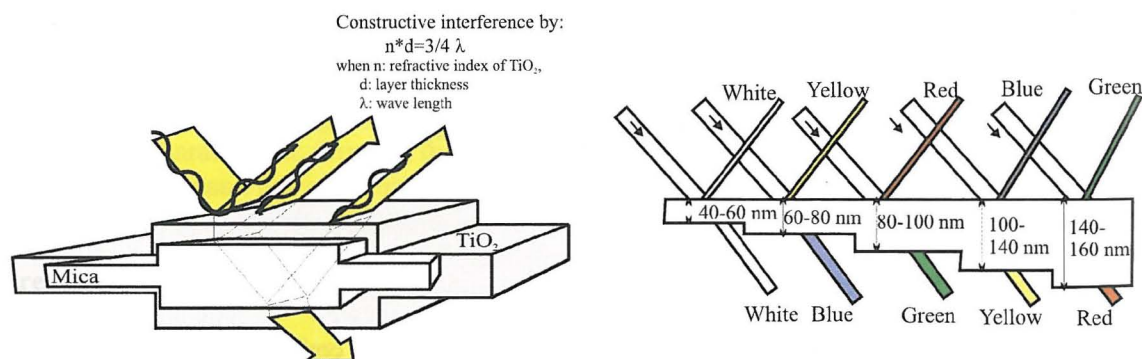 Constructive interference by:
n*d=3/4 λ
when n: refractive index of TiO₂,
d: layer thickness
λ: wave length
TiO₂
Mica
White Yellow Red Blue Green
40-60 nm 60-80 nm 80-100 nm 100-
140 nm 140-
160 nm
White Blue Green Yellow Red